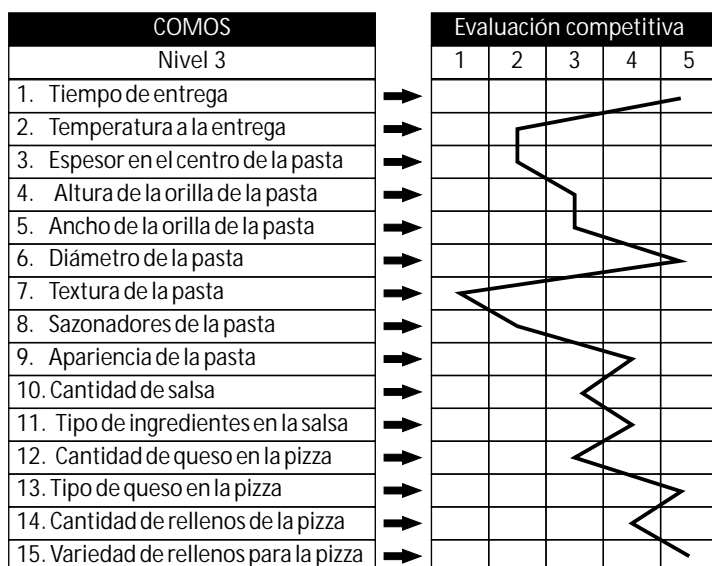 COMOS Evaluación competitiva
Nivel 3 1 2 3 4 5
1. Tiempo de entrega
2. Temperatura a la entrega
3. Espesor en el centro de la pasta
4. Altura de la orilla de la pasta
5. Ancho de la orilla de la pasta
6. Diámetro de la pasta
7. Textura de la pasta
8. Sazonadores de la pasta
9. Apariencia de la pasta
10. Cantidad de salsa
11. Tipo de ingredientes en la salsa
12. Cantidad de queso en la pizza
13. Tipo de queso en la pizza
14. Cantidad de rellenos de la pizza
15. Variedad de rellenos para la pizza